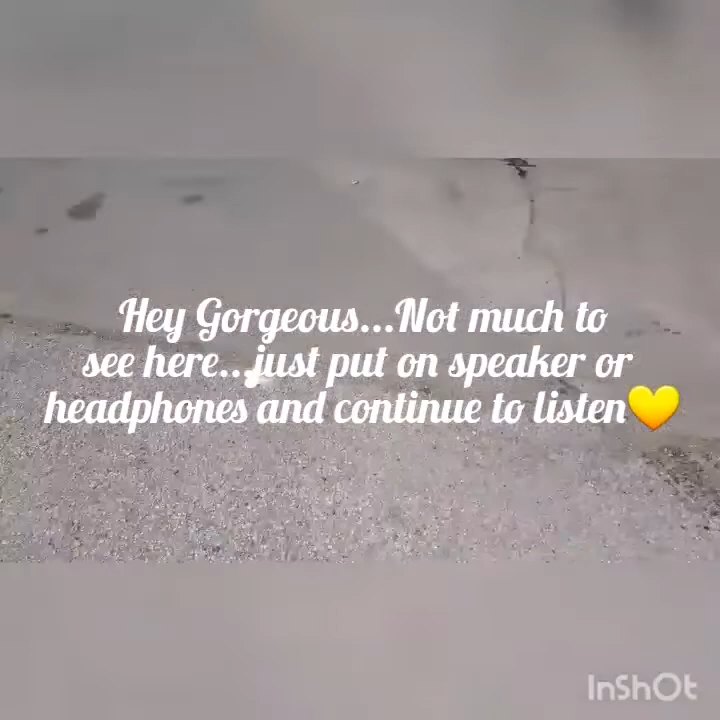 Hey Gorgeous...Not much to
see here...just put on speaker or
headphones and continue to listen💛
InShOt